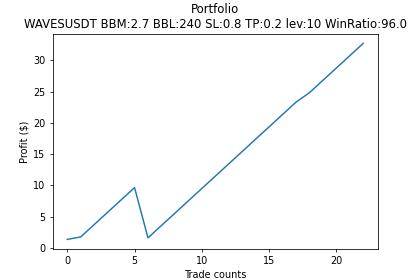 Portfolio
WAVESUSDT BBM:2.7 BBL:240 SL:0.8 TP:0.2 lev:10 WinRatio:96.0
Profit ($)
30
25
20
15
10
5
0
0 5 10 15 20
Trade counts